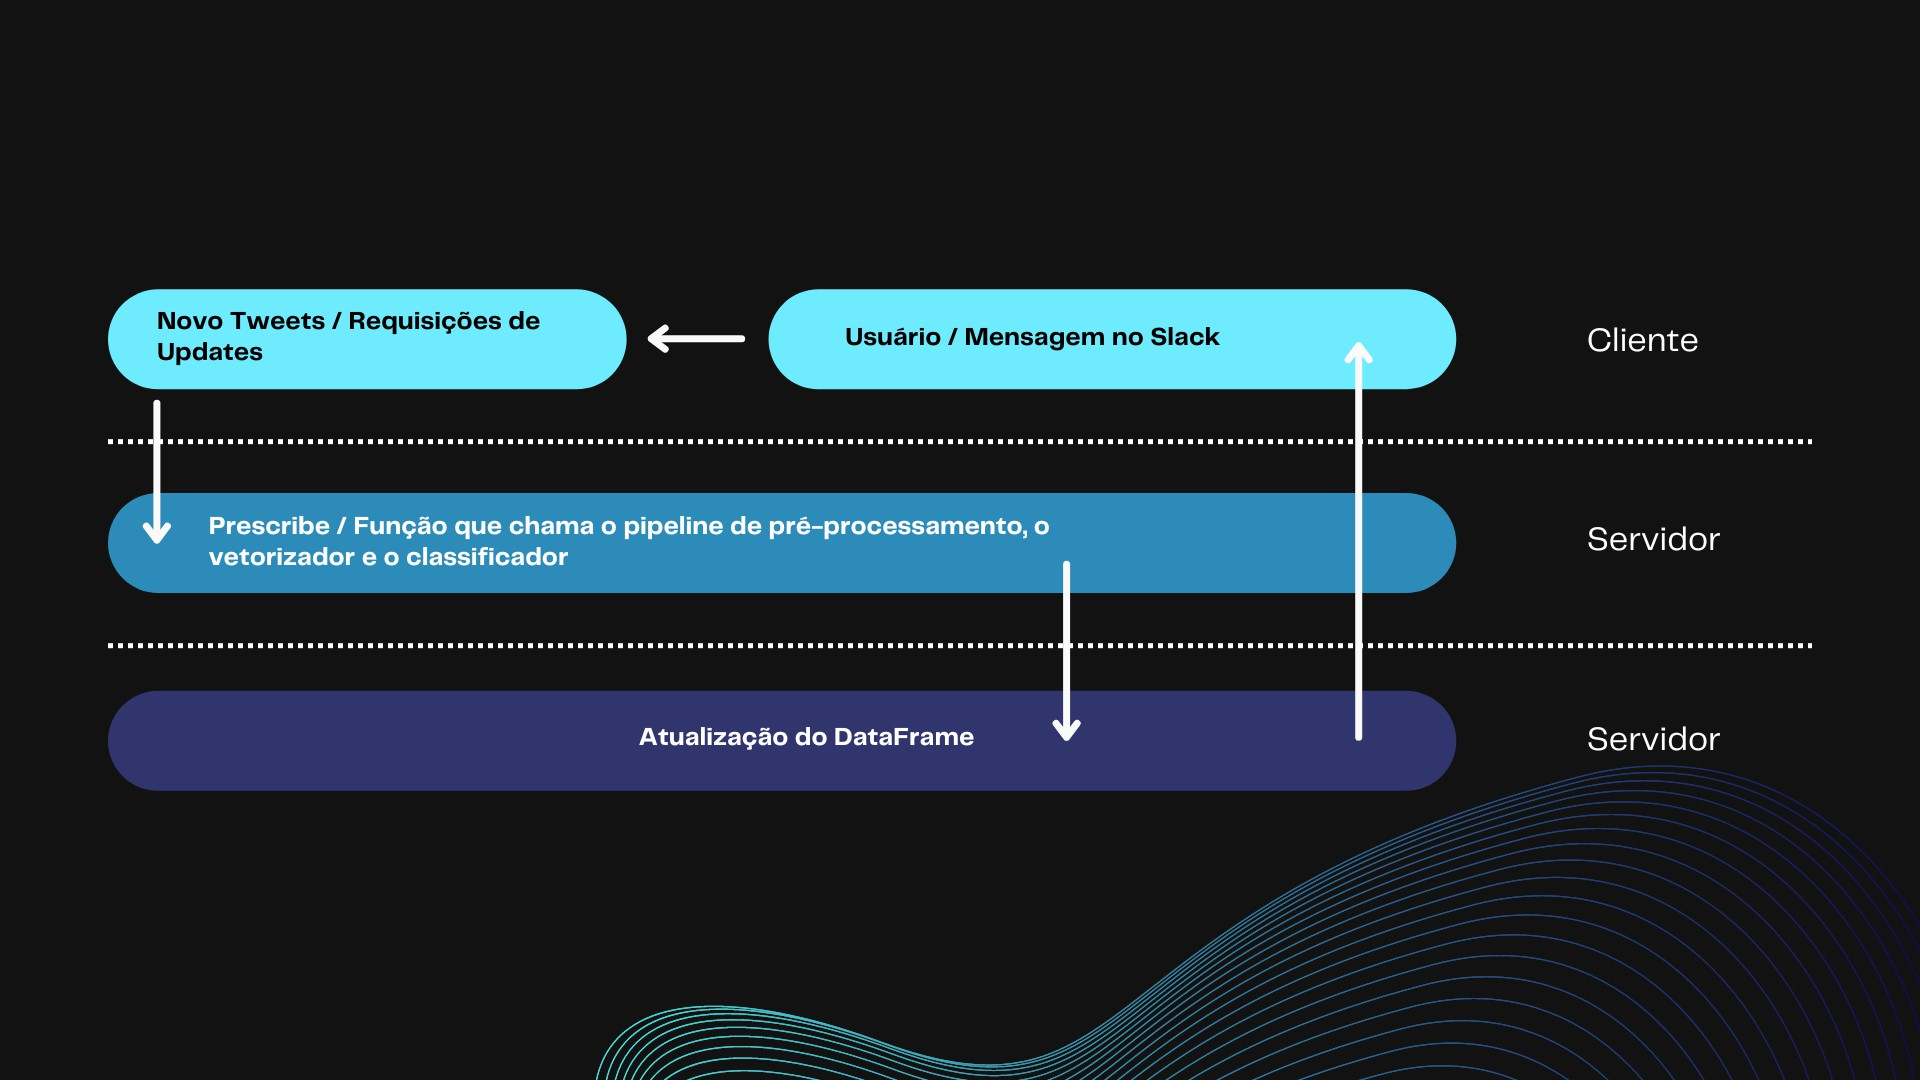 Novo Tweets / Requisições de
Updates
Usuário / Mensagem no Slack
Cliente
Prescribe / Função que chama o pipeline de pré-processamento, o
vetorizador e o classificador
Servidor
Atualização do DataFrame
Servidor